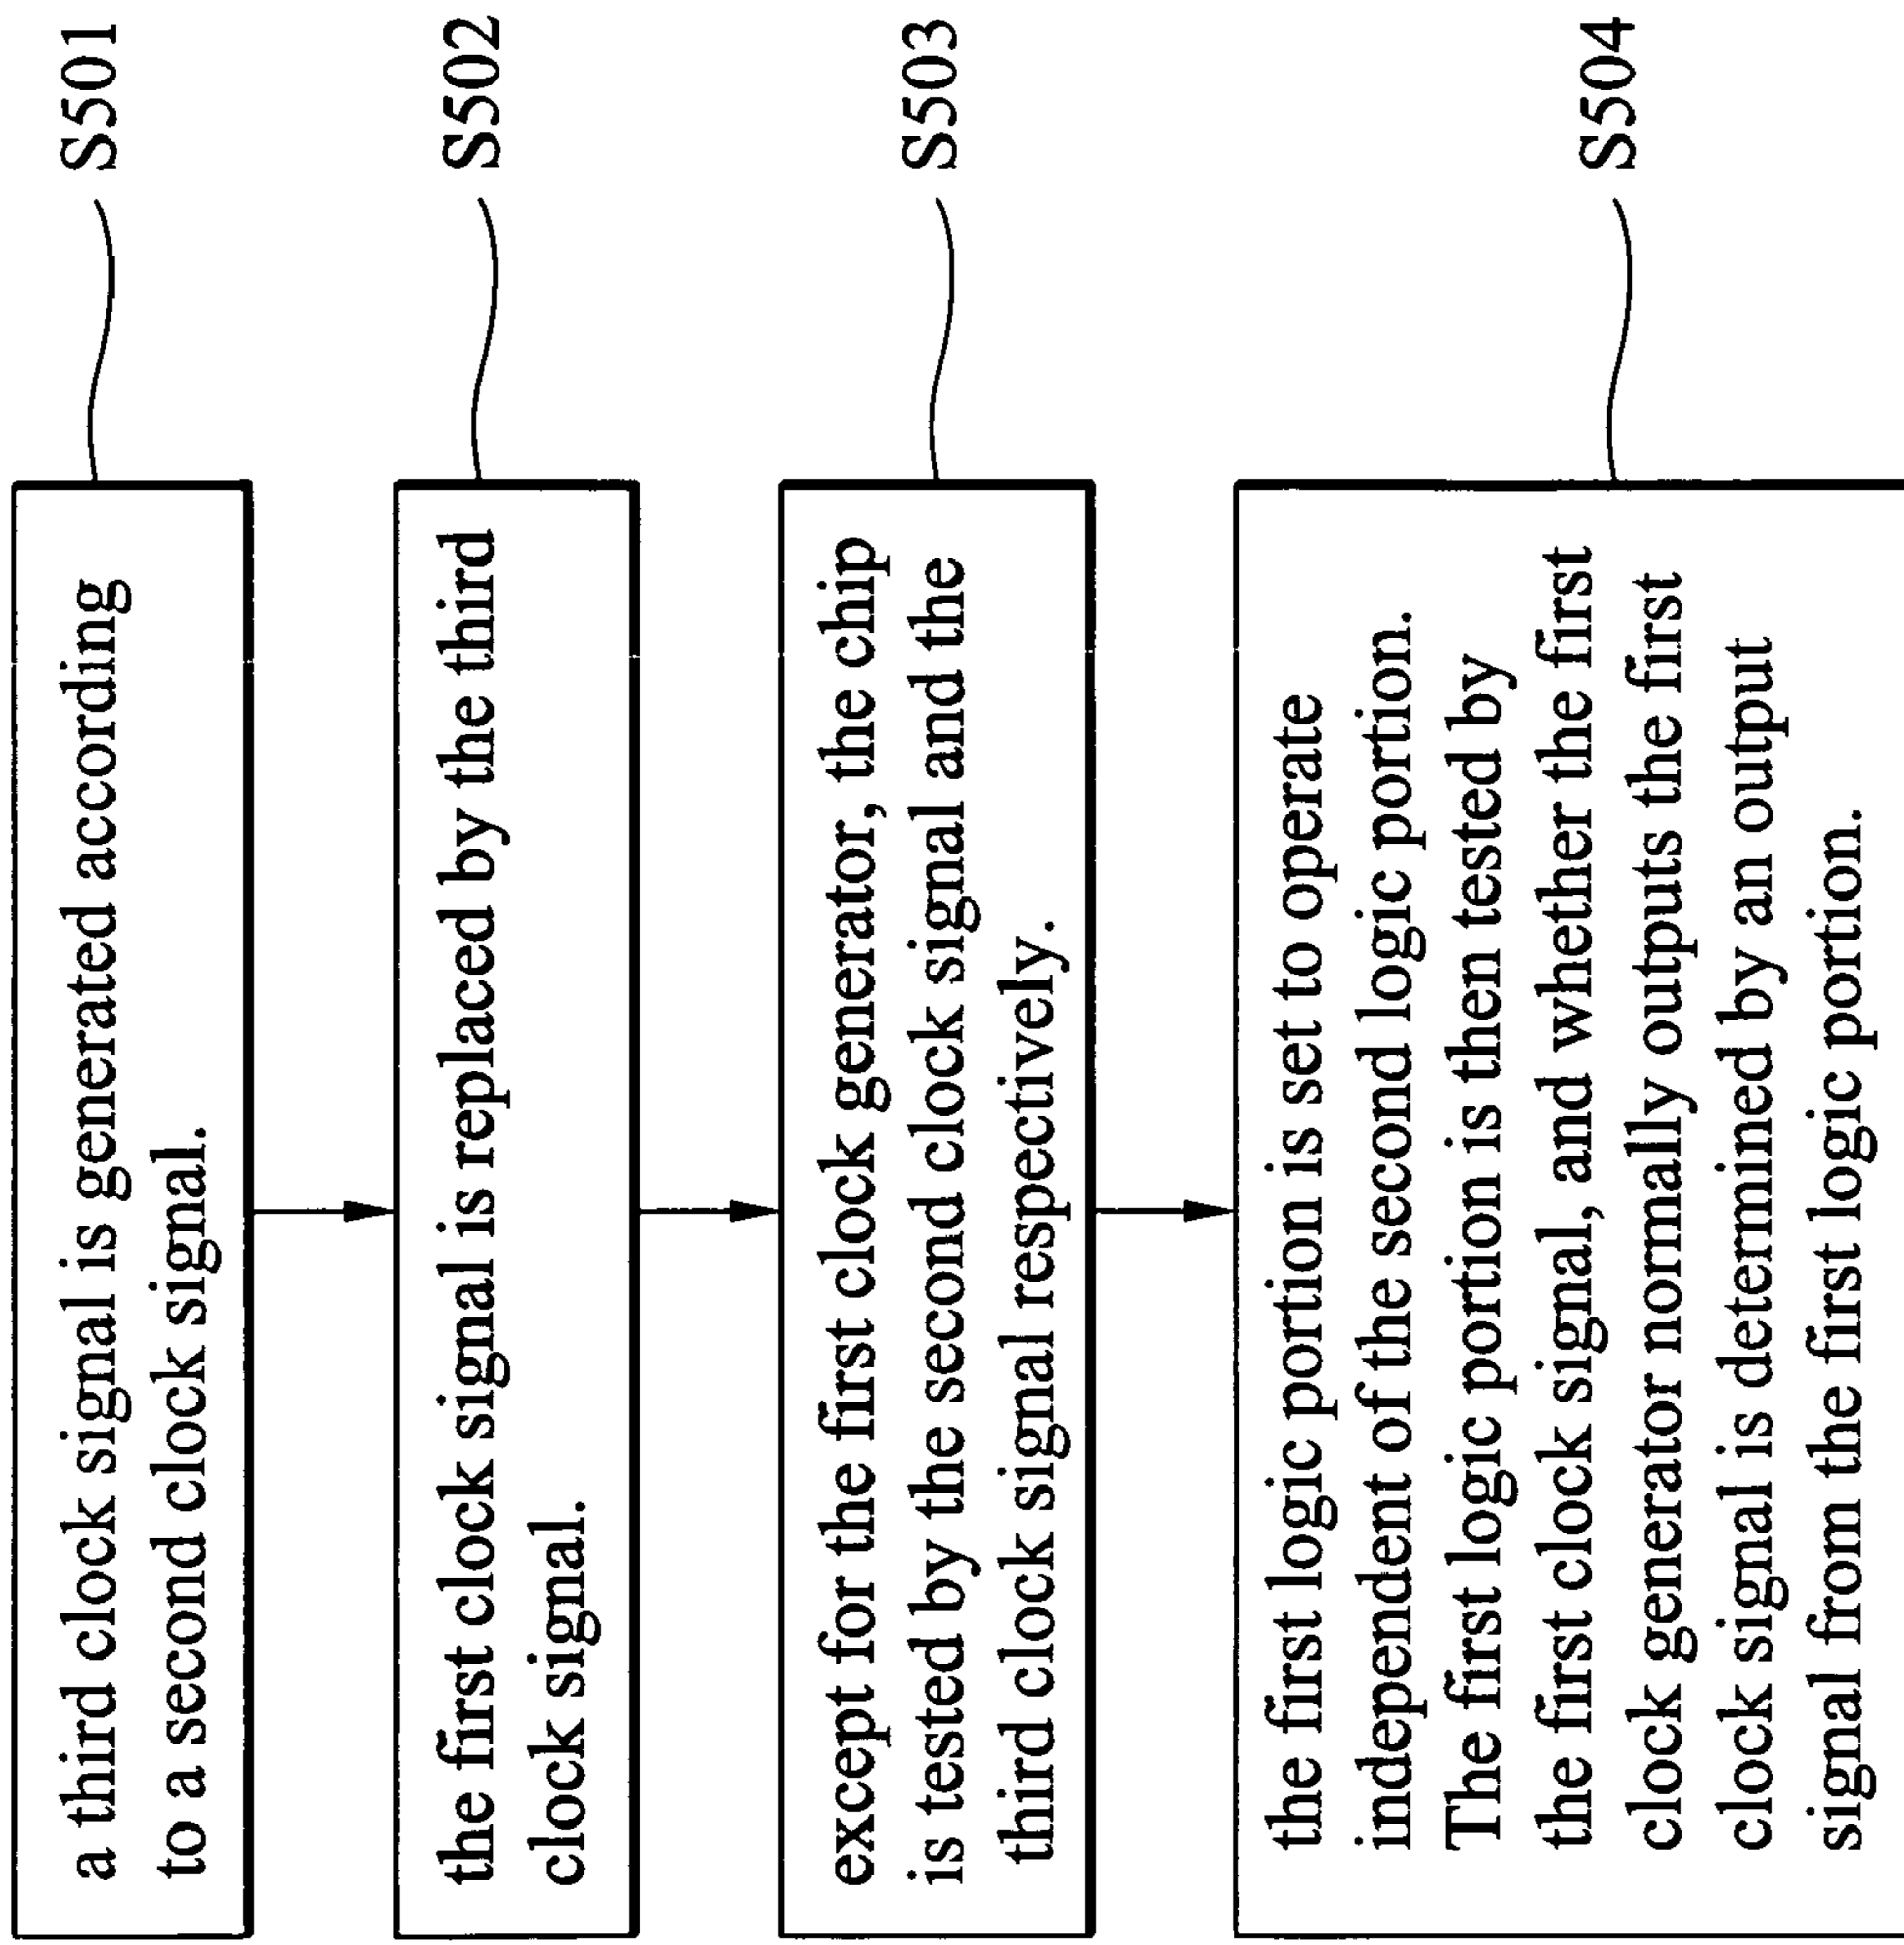 a third clock signal is generated according
to a second clock signal.
S501
the first clock signal is replaced by the third
clock signal.
S502
except for the first clock generator, the chip
is tested by the second clock signal and the
third clock signal respectively.
S503
the first logic portion is set to operate
independent of the second logic portion.
The first logic portion is then tested by
the first clock signal, and whether the first
clock generator normally outputs the first
clock signal is determined by an output
signal from the first logic portion.
S504